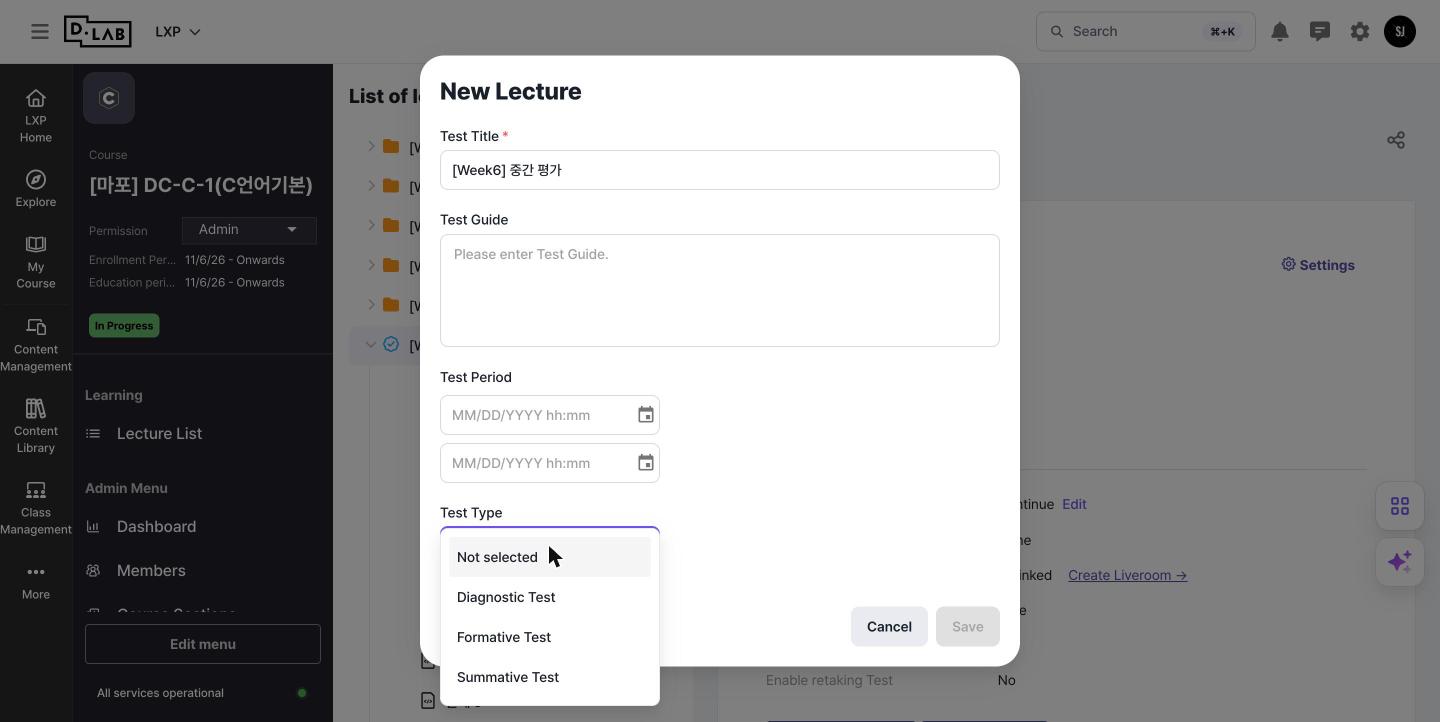 D·LAB
LXP
Search
⌘+K
SJ
LXP
Home
Explore
My
Course
Content
Management
Content
Library
Class
Management
More
C
Course
[마포] DC-C-1(C언어기본)
Permission
Admin
Enrollment Per...
11/6/26 - Onwards
Education peri...
11/6/26 - Onwards
In Progress
Learning
Lecture List
Admin Menu
Dashboard
Members
Course Sections
Edit menu
All services operational
List of l
[W
[W
[W
[W
[W
New Lecture
Test Title *
[Week6] 중간 평가
Test Guide
Please enter Test Guide.
Test Period
MM/DD/YYYY hh:mm
MM/DD/YYYY hh:mm
Test Type
Not selected
Diagnostic Test
Formative Test
Summative Test
Cancel
Save
Settings
ntinue Edit
ne
inked Create Liveroom →
e
Enable retaking Test
No